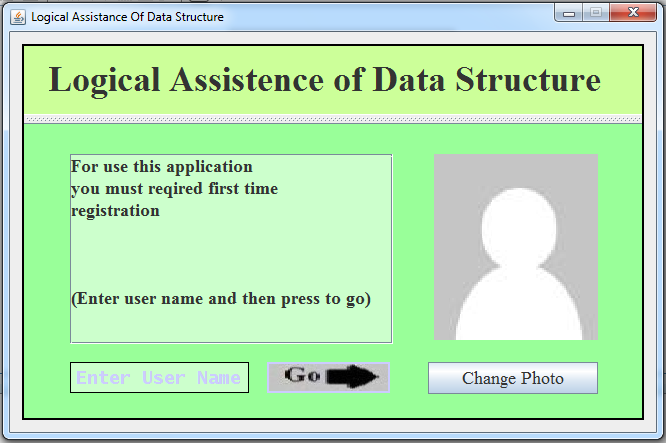 Logical Assistance Of Data Structure
Logical Assistence of Data Structure
For use this application
you must reqired first time
registration
(Enter user name and then press to go)
Enter User Name
Go
Change Photo